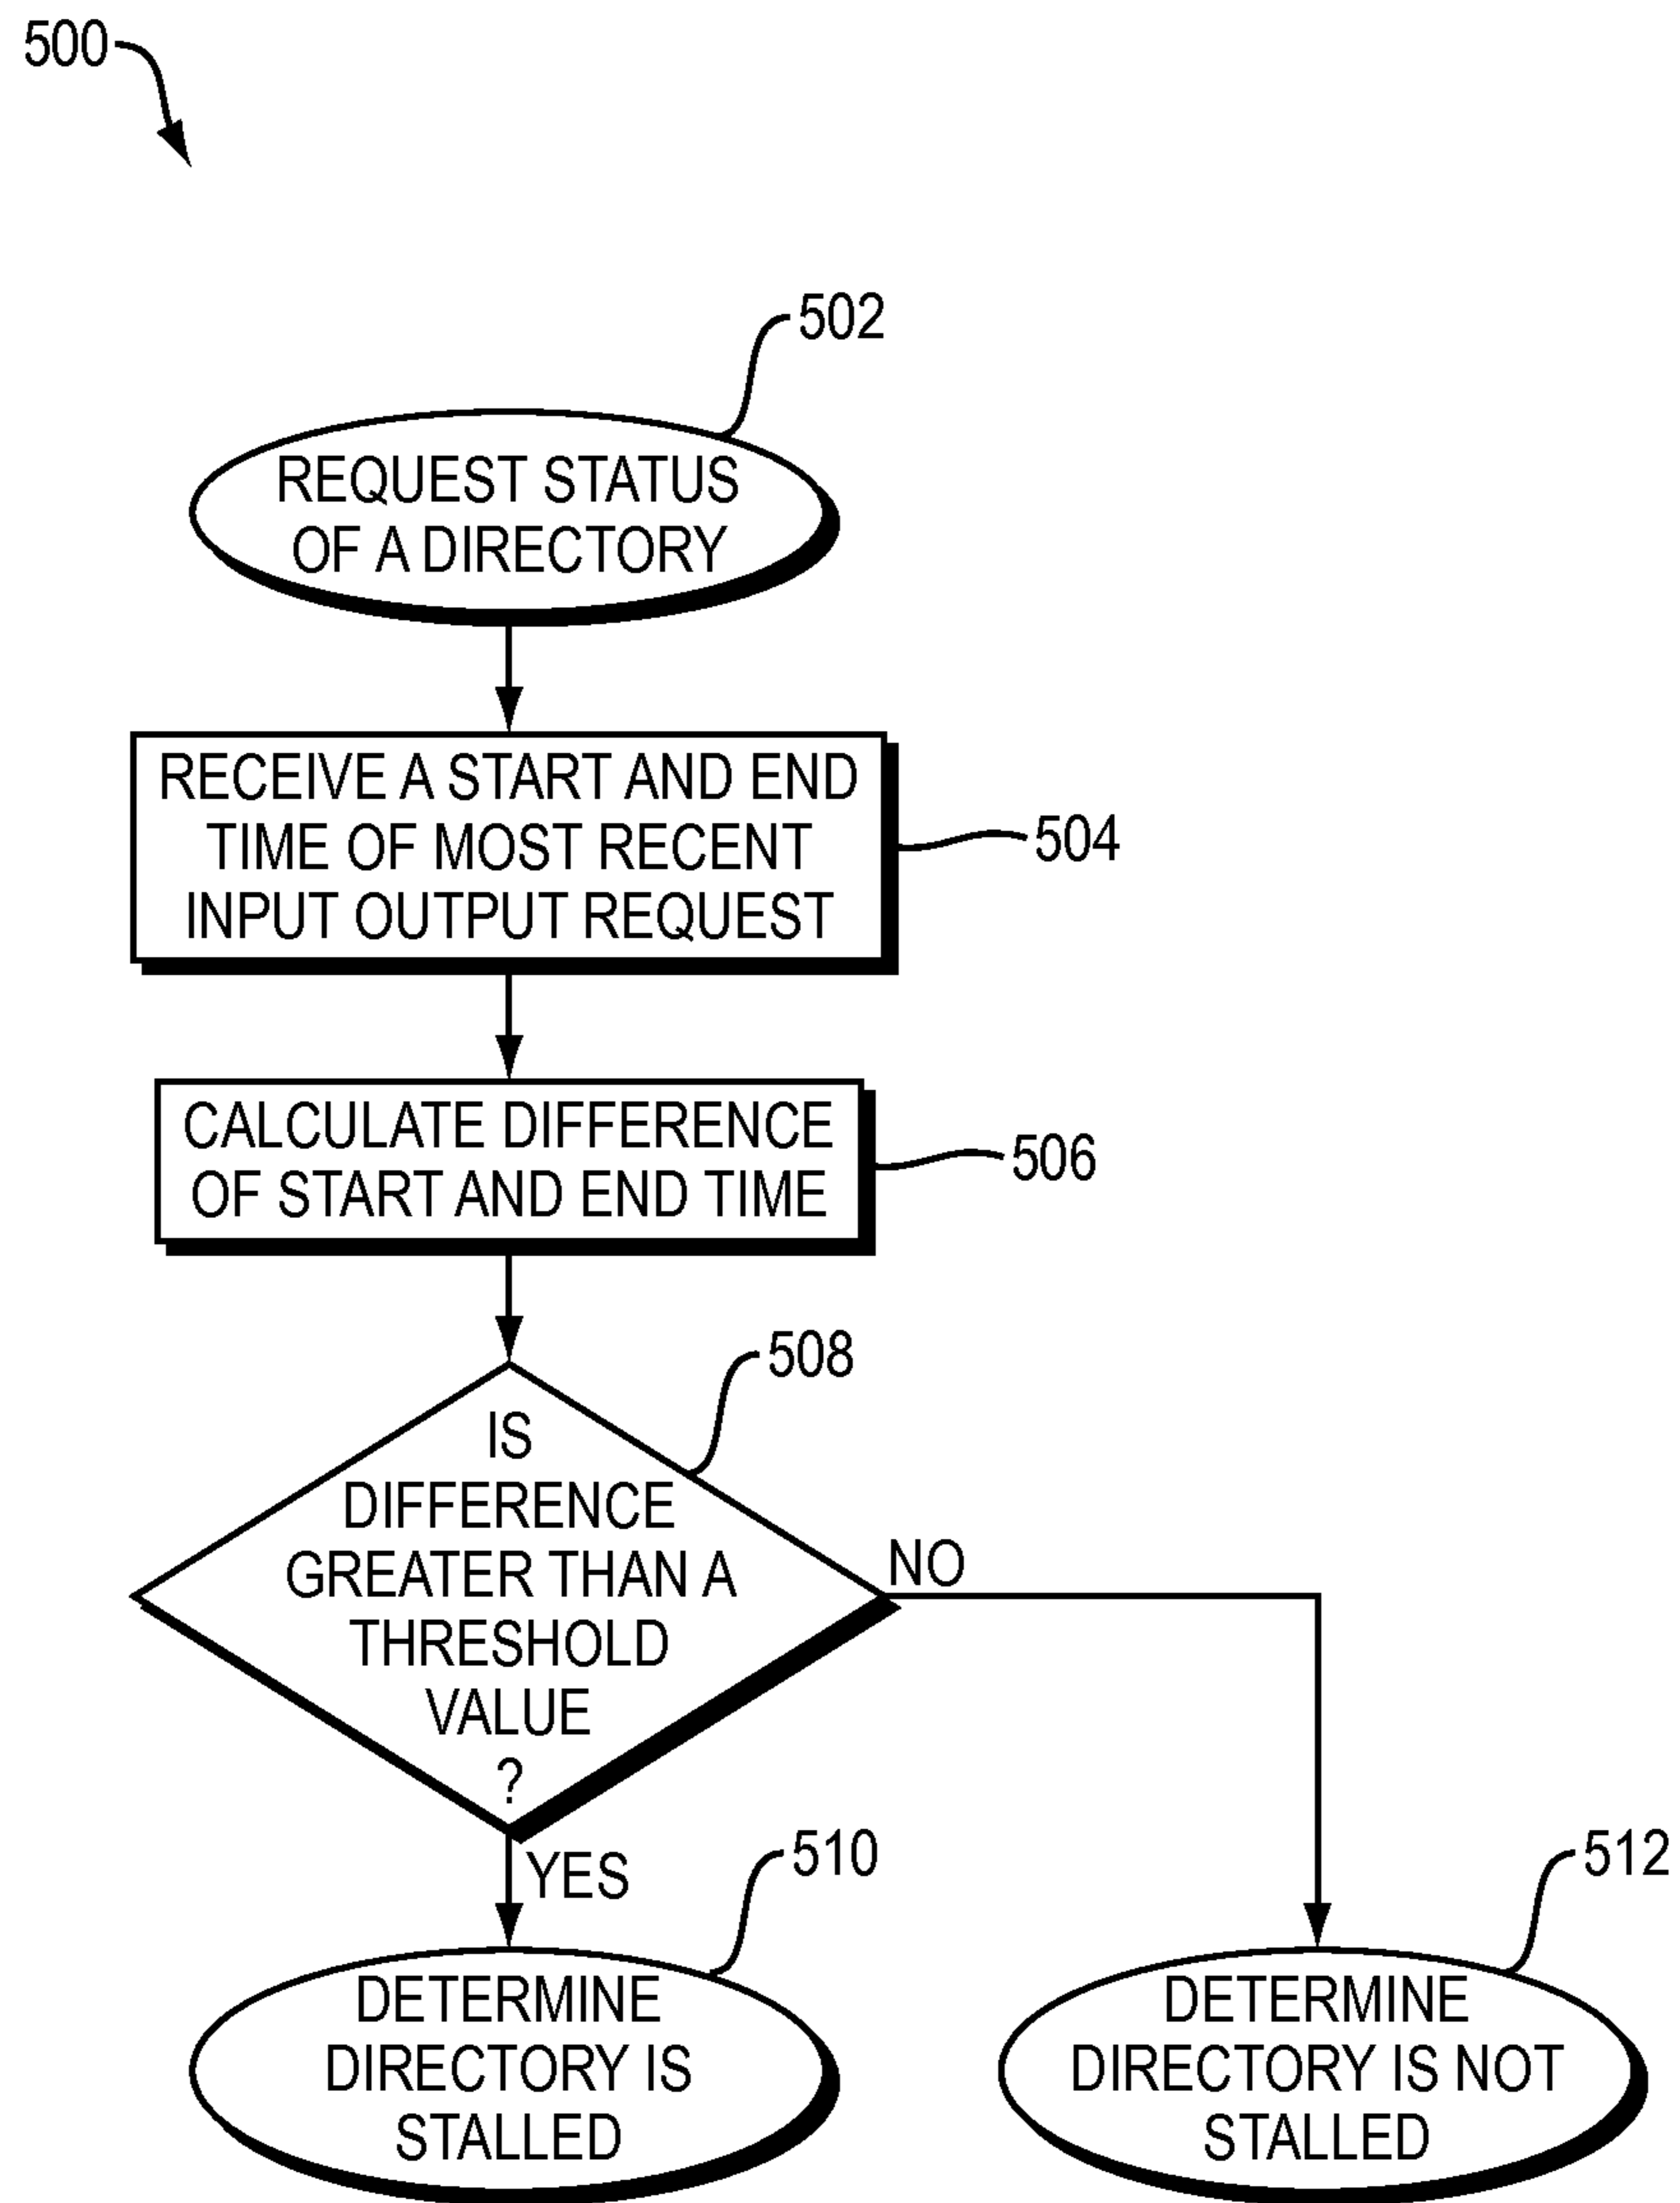 500
502
REQUEST STATUS
OF A DIRECTORY
RECEIVE A START AND END
TIME OF MOST RECENT
INPUT OUTPUT REQUEST
504
CALCULATE DIFFERENCE
OF START AND END TIME
506
508
IS
DIFFERENCE
GREATER THAN A
THRESHOLD
VALUE
?
NO
YES
510
DETERMINE
DIRECTORY IS
STALLED
512
DETERMINE
DIRECTORY IS NOT
STALLED